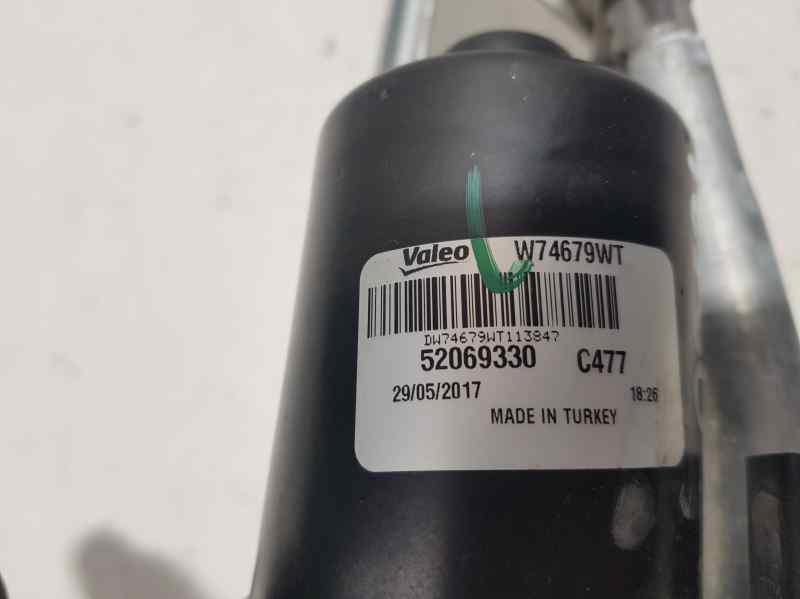 Valeo W74679WT
DW74679WT113847
52069330 C477
29/05/2017 18:26
MADE IN TURKEY